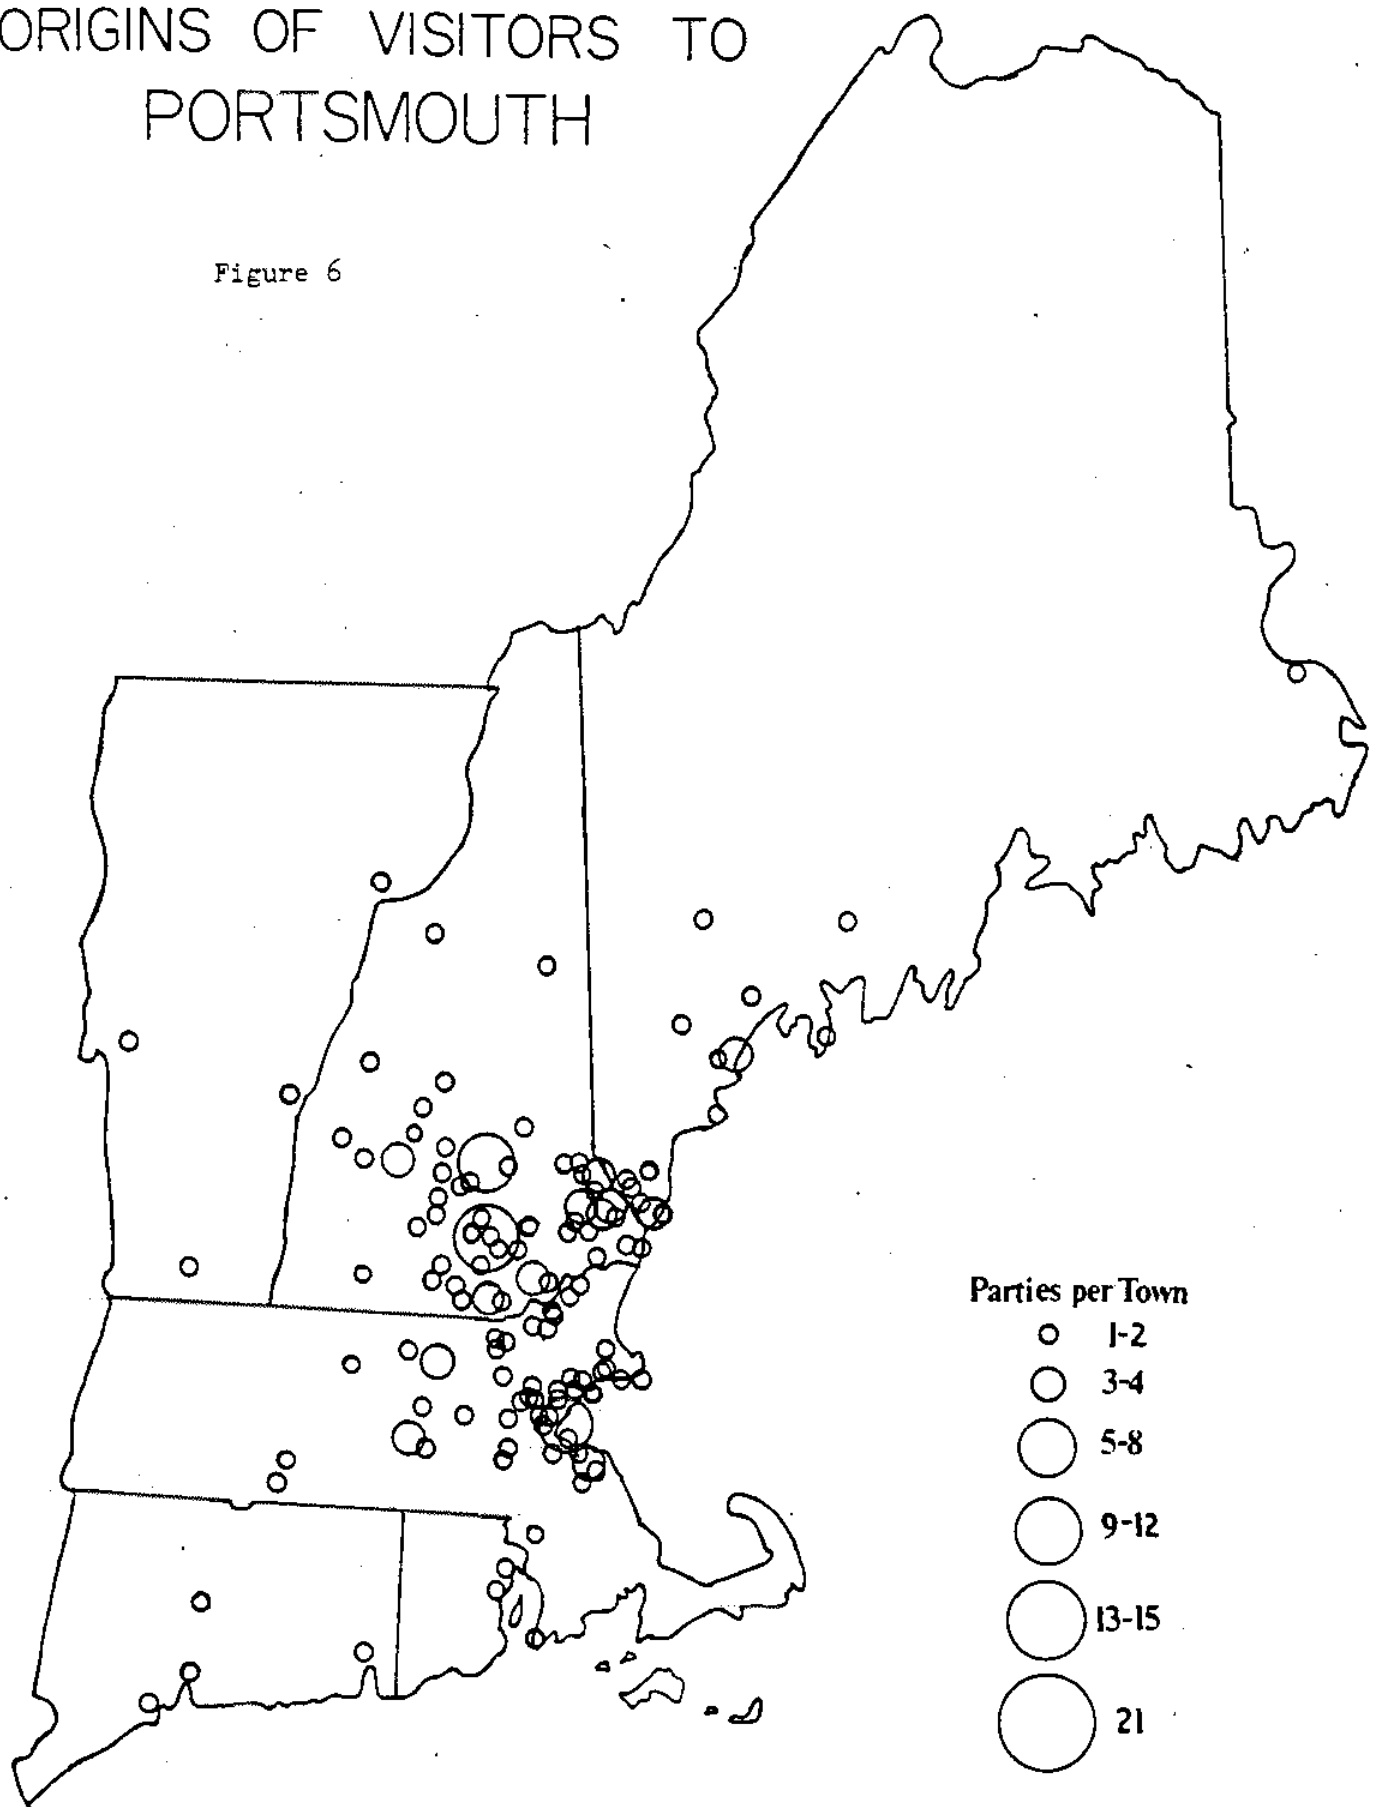 ORIGINS OF VISITORS TO
PORTSMOUTH
Figure 6
Parties per Town
1-2
3-4
5-8
9-12
13-15
21